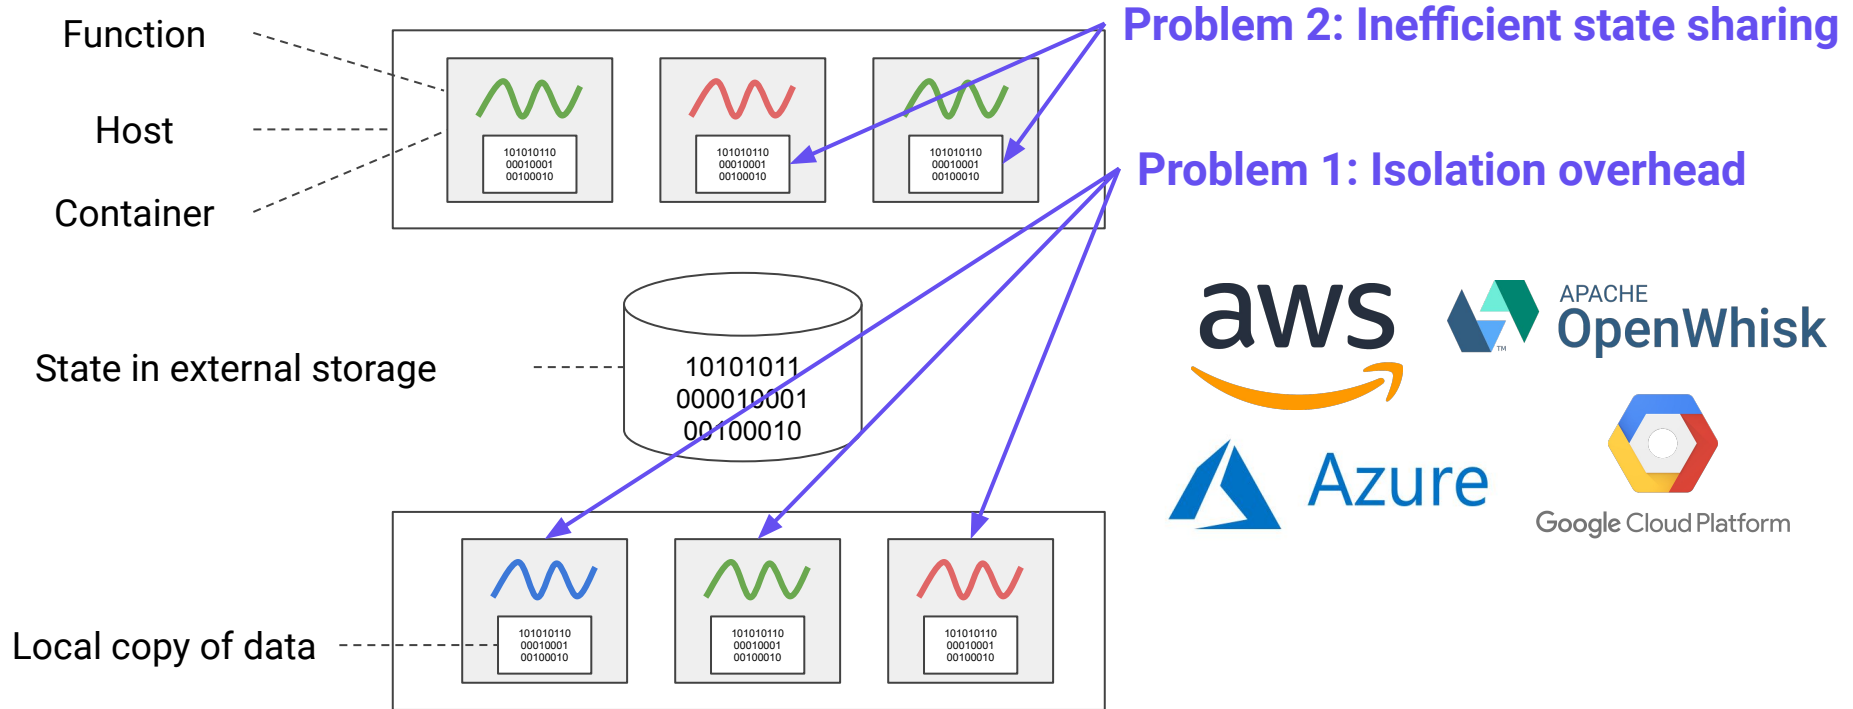 Function
Host
Container
State in external storage
Local copy of data
Problem 2: Inefficient state sharing
Problem 1: Isolation overhead
101010110
00010001
00100010
101010110
00010001
00100010
101010110
00010001
00100010
10101011
000010001
00100010
101010110
00010001
00100010
101010110
00010001
00100010
101010110
00010001
00100010
aws
APACHE
OpenWhisk
TM
Azure
Google Cloud Platform